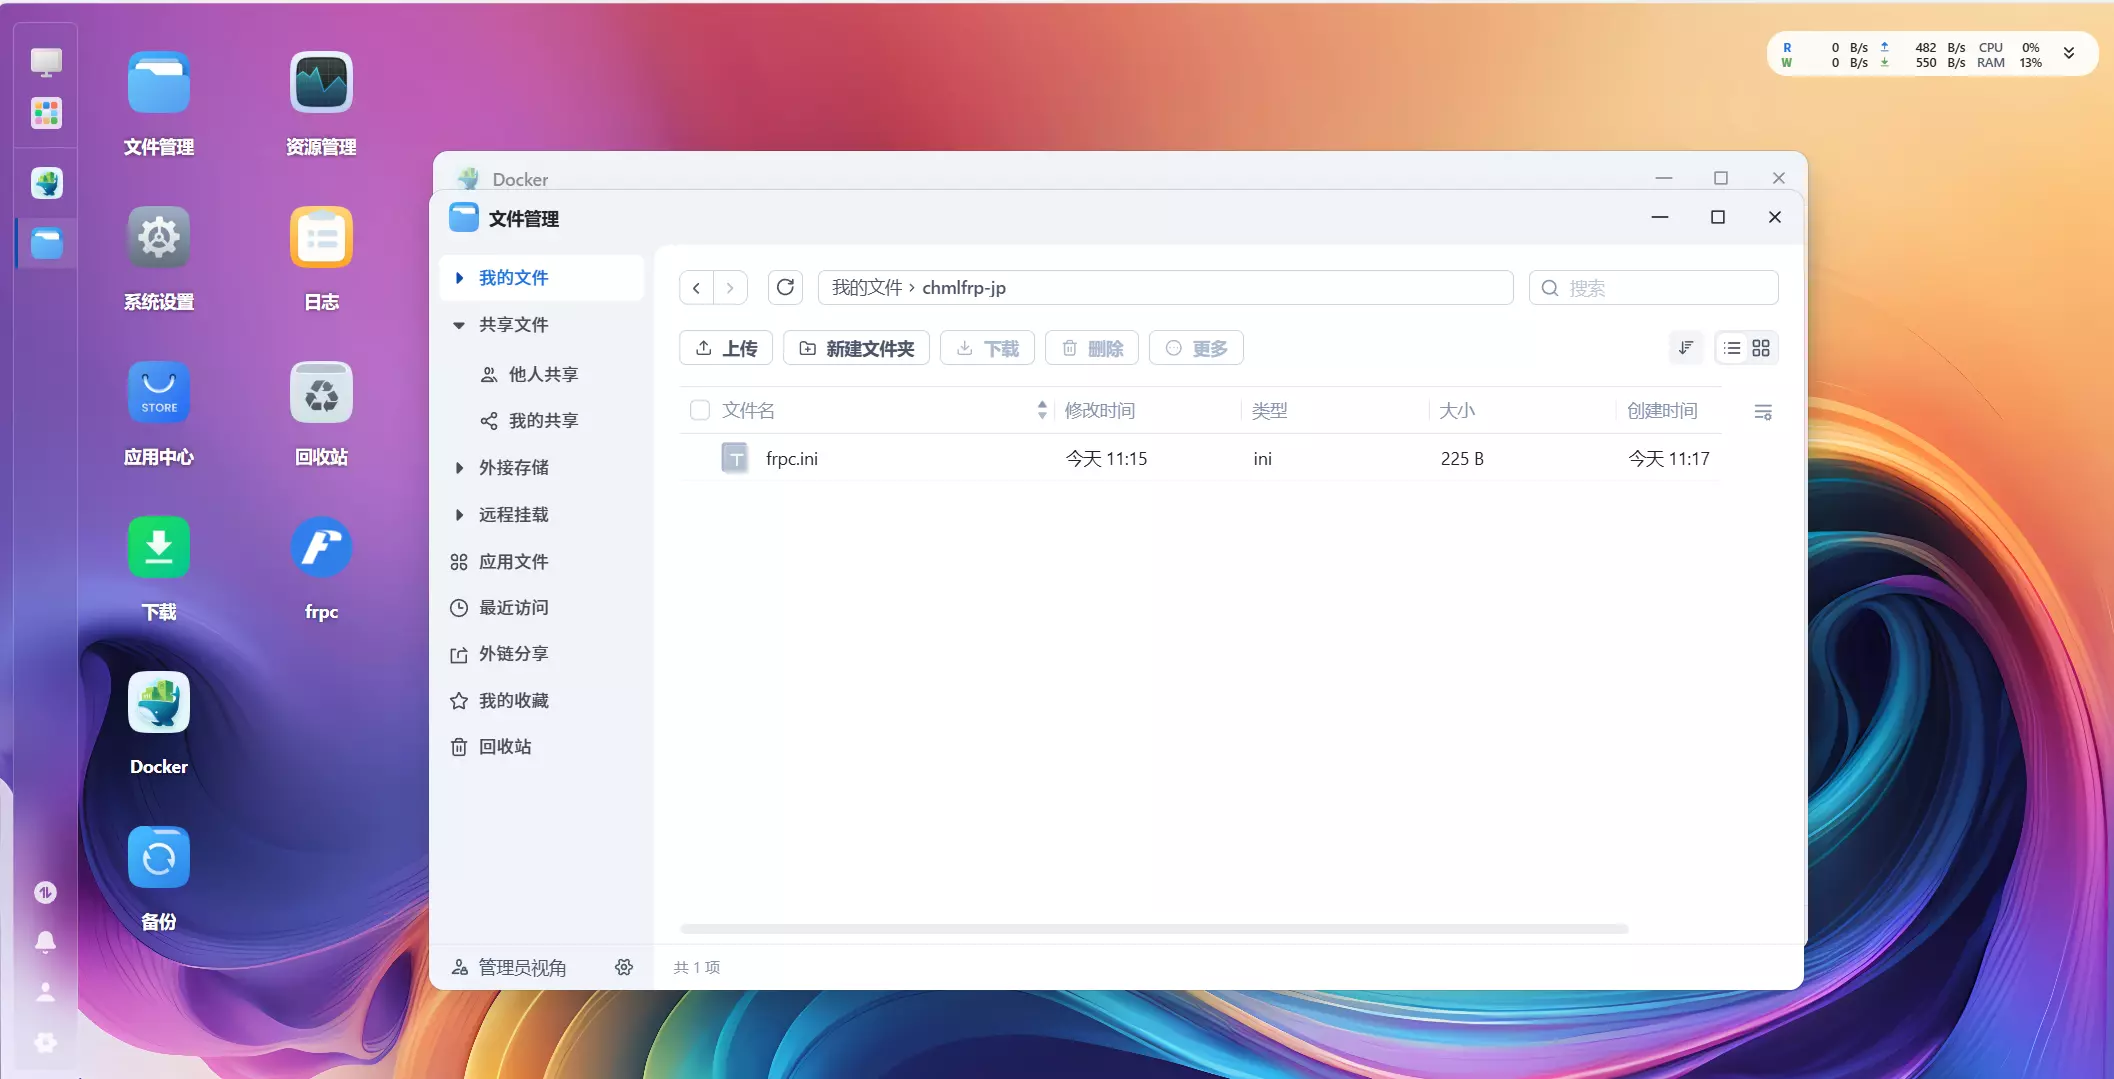 文件管理
资源管理
系统设置
日志
STORE
应用中心
回收站
下载
frpc
Docker
备份
R 0 B/s 482 B/s CPU 0%
W 0 B/s 550 B/s RAM 13%
Docker
文件管理
我的文件
共享文件
他人共享
我的共享
外接存储
远程挂载
应用文件
最近访问
外链分享
我的收藏
回收站
管理员视角
我的文件 › chmlfrp-jp
搜索
上传 新建文件夹 下载 删除 更多
文件名 修改时间 类型 大小 创建时间
T frpc.ini 今天 11:15 ini 225 B 今天 11:17
共 1 项